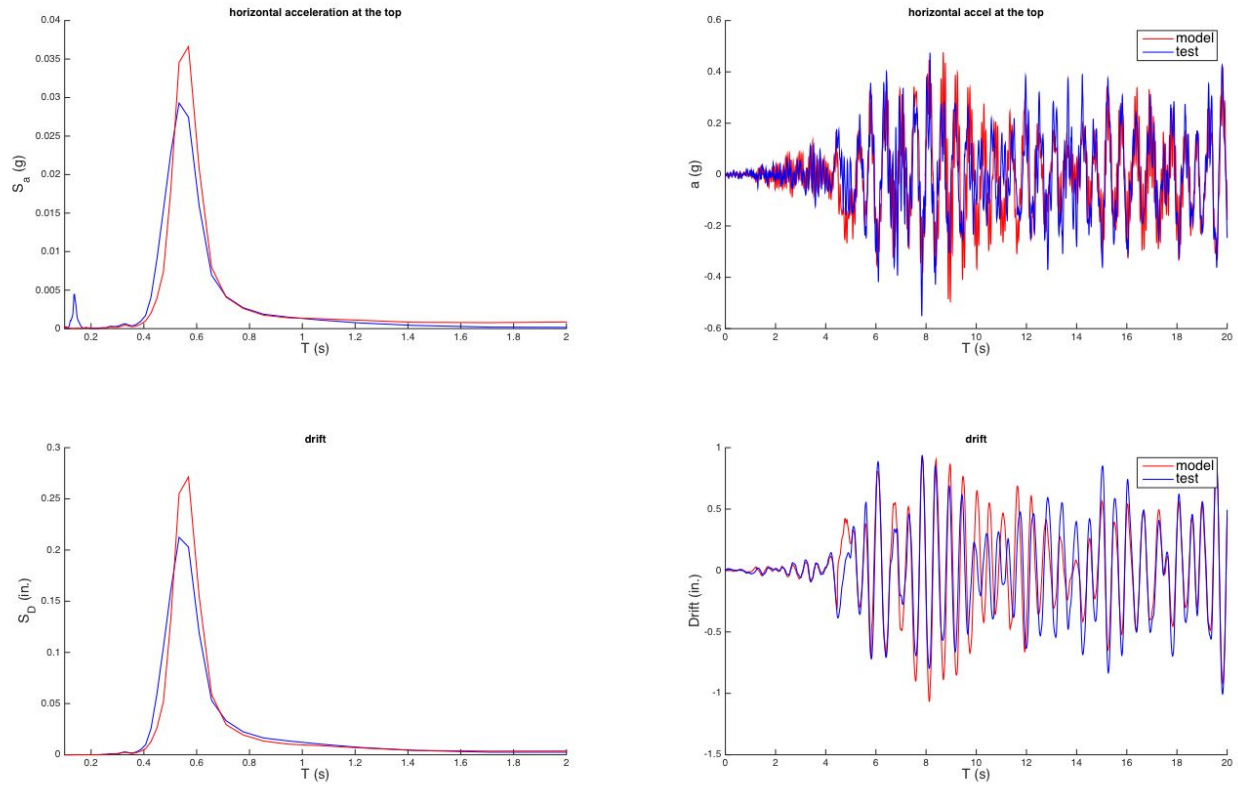 horizontal acceleration at the top
0.04
0.035
0.03
0.025
0.02
0.015
0.01
0.005
0
S_a (g)
0.2 0.4 0.6 0.8 1 1.2 1.4 1.6 1.8 2
T (s)
horizontal accel at the top
model
test
0.6
0.4
0.2
0
-0.2
-0.4
-0.6
a (g)
0 2 4 6 8 10 12 14 16 18 20
T (s)
drift
0.3
0.25
0.2
0.15
0.1
0.05
0
S_D (in.)
0.2 0.4 0.6 0.8 1 1.2 1.4 1.6 1.8 2
T (s)
drift
model
test
1
0.5
0
-0.5
-1
-1.5
Drift (in.)
0 2 4 6 8 10 12 14 16 18 20
T (s)